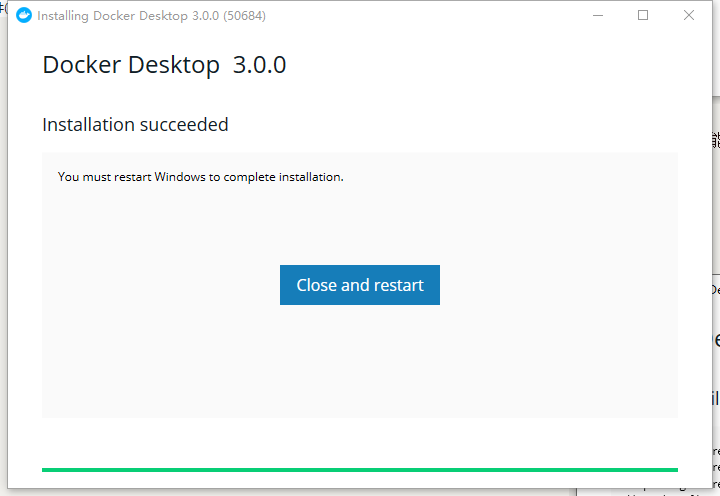 Installing Docker Desktop 3.0.0 (50684)
Docker Desktop 3.0.0
Installation succeeded
You must restart Windows to complete installation.
Close and restart